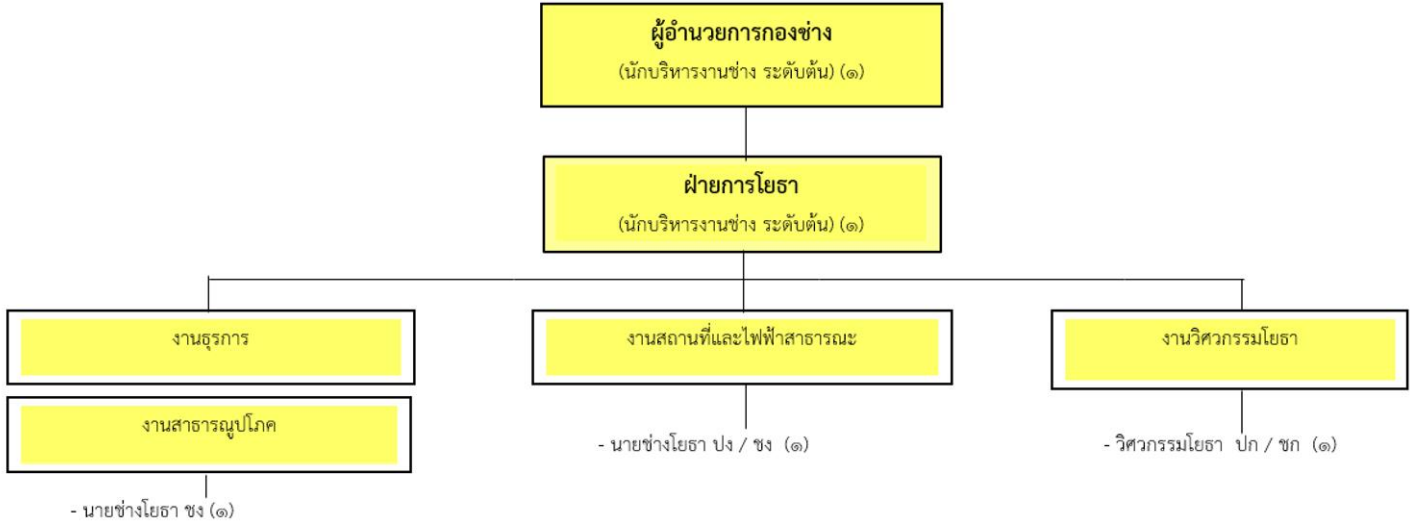 ผู้อำนวยการกองช่าง
(นักบริหารงานช่าง ระดับต้น) (๑)
ฝ่ายการโยธา
(นักบริหารงานช่าง ระดับต้น) (๑)
งานธุรการ
งานสถานที่และไฟฟ้าสาธารณะ
งานวิศวกรรมโยธา
งานสาธารณูปโภค
- นายช่างโยธา ปง / ชง (๑)
- วิศวกรรมโยธา ปก / ชก (๑)
- นายช่างโยธา ชง (๑)